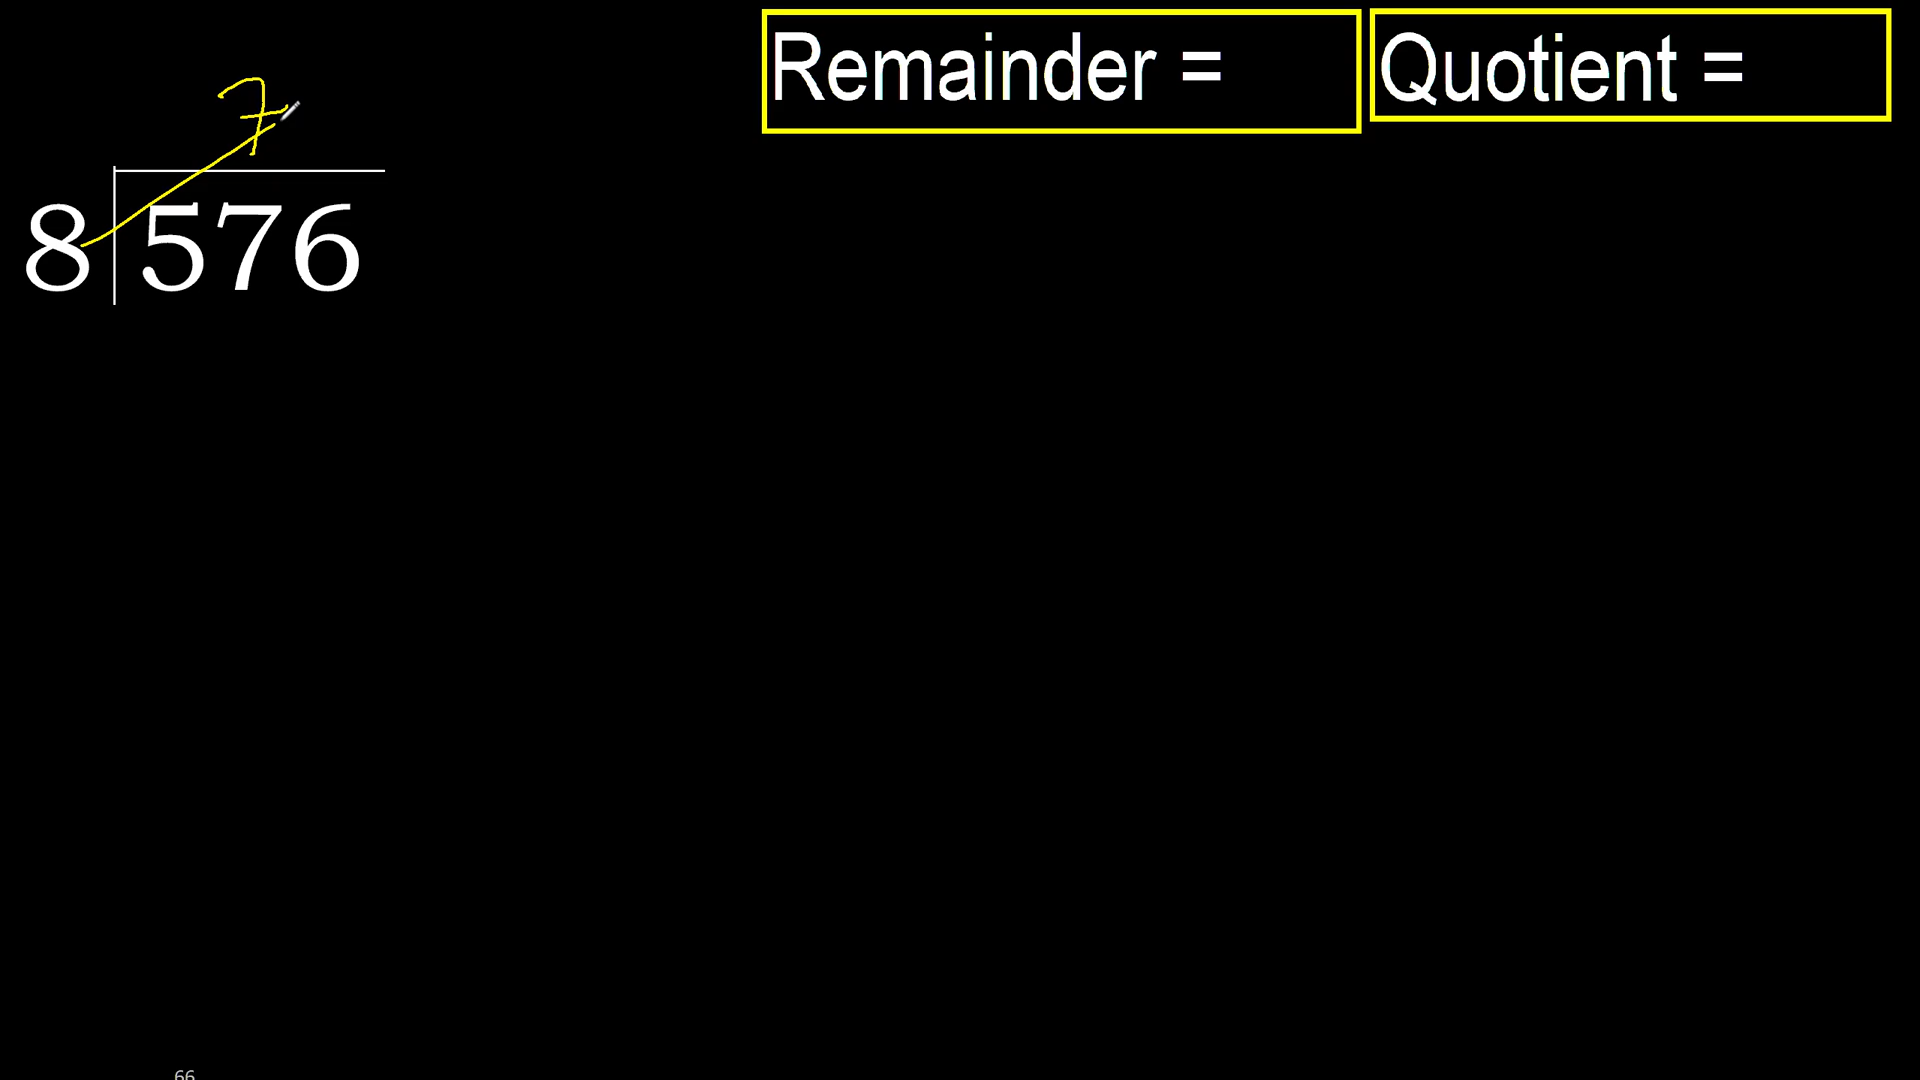 Remainder = Quotient =
7
8 576
66